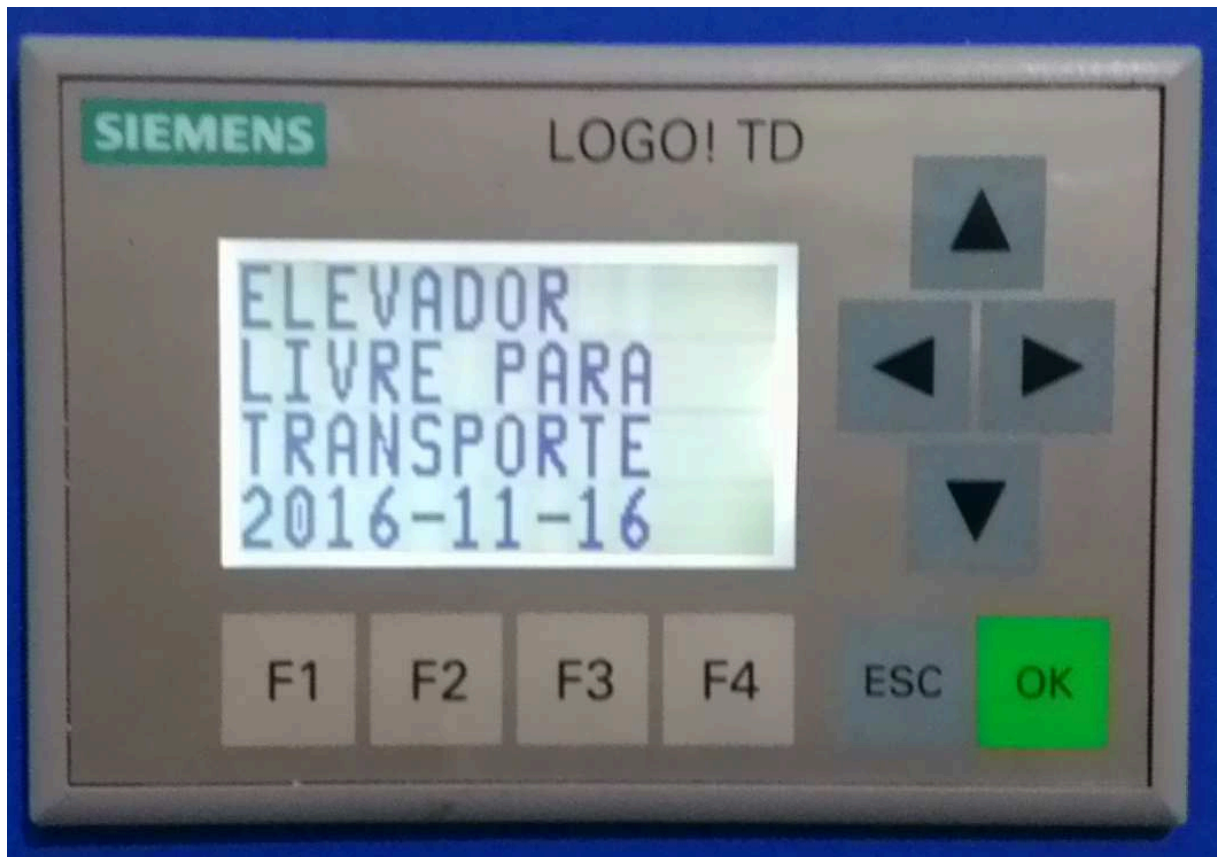 SIEMENS
LOGO! TD
ELEVADOR
LIVRE PARA
TRANSPORTE
2016-11-16
F1 F2 F3 F4 ESC OK